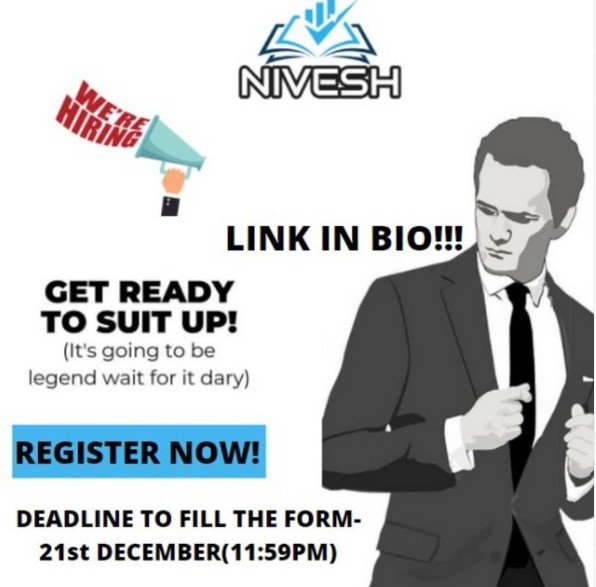 NIVESH
WE'RE
HIRING
LINK IN BIO!!!
GET READY
TO SUIT UP!
(It's going to be
legend wait for it dary)
REGISTER NOW!
DEADLINE TO FILL THE FORM-
21st DECEMBER(11:59PM)